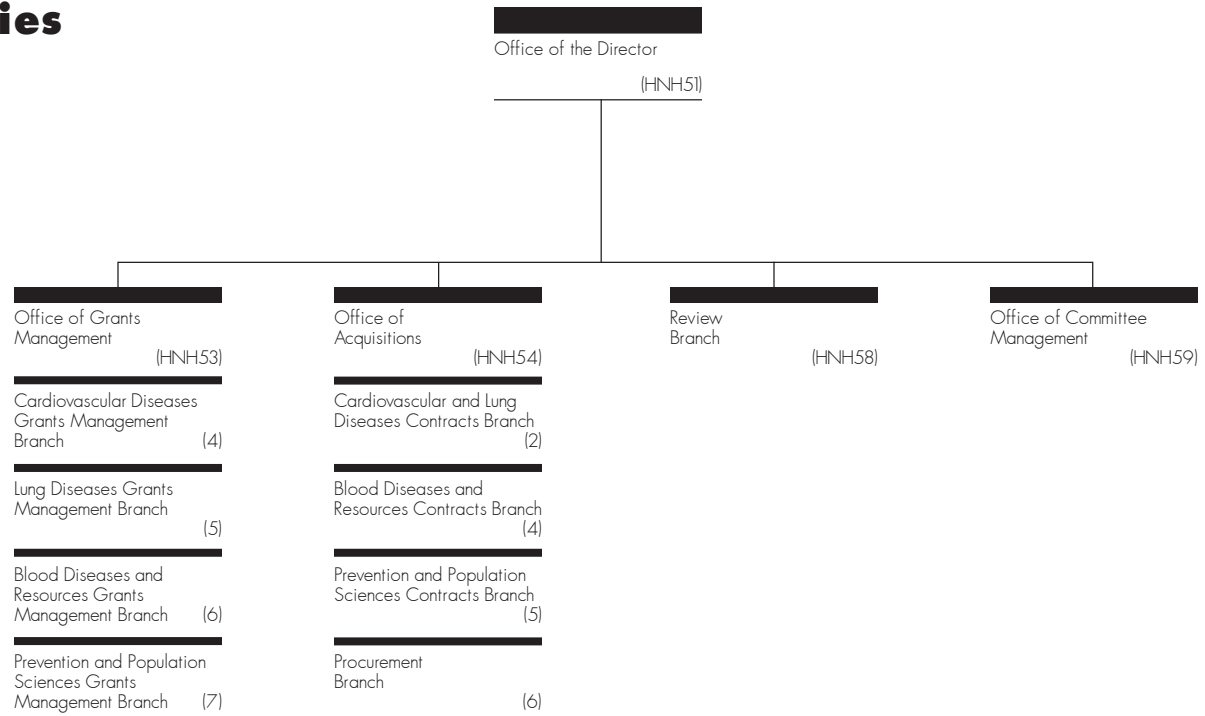 ies
Office of the Director
(HNH51)
Office of Grants
Management
(HNH53)
Cardiovascular Diseases
Grants Management
Branch (4)
Lung Diseases Grants
Management Branch
(5)
Blood Diseases and
Resources Grants
Management Branch (6)
Prevention and Population
Sciences Grants
Management Branch (7)
Office of
Acquisitions
(HNH54)
Cardiovascular and Lung
Diseases Contracts Branch
(2)
Blood Diseases and
Resources Contracts Branch
(4)
Prevention and Population
Sciences Contracts Branch
(5)
Procurement
Branch
(6)
Review
Branch
(HNH58)
Office of Committee
Management
(HNH59)